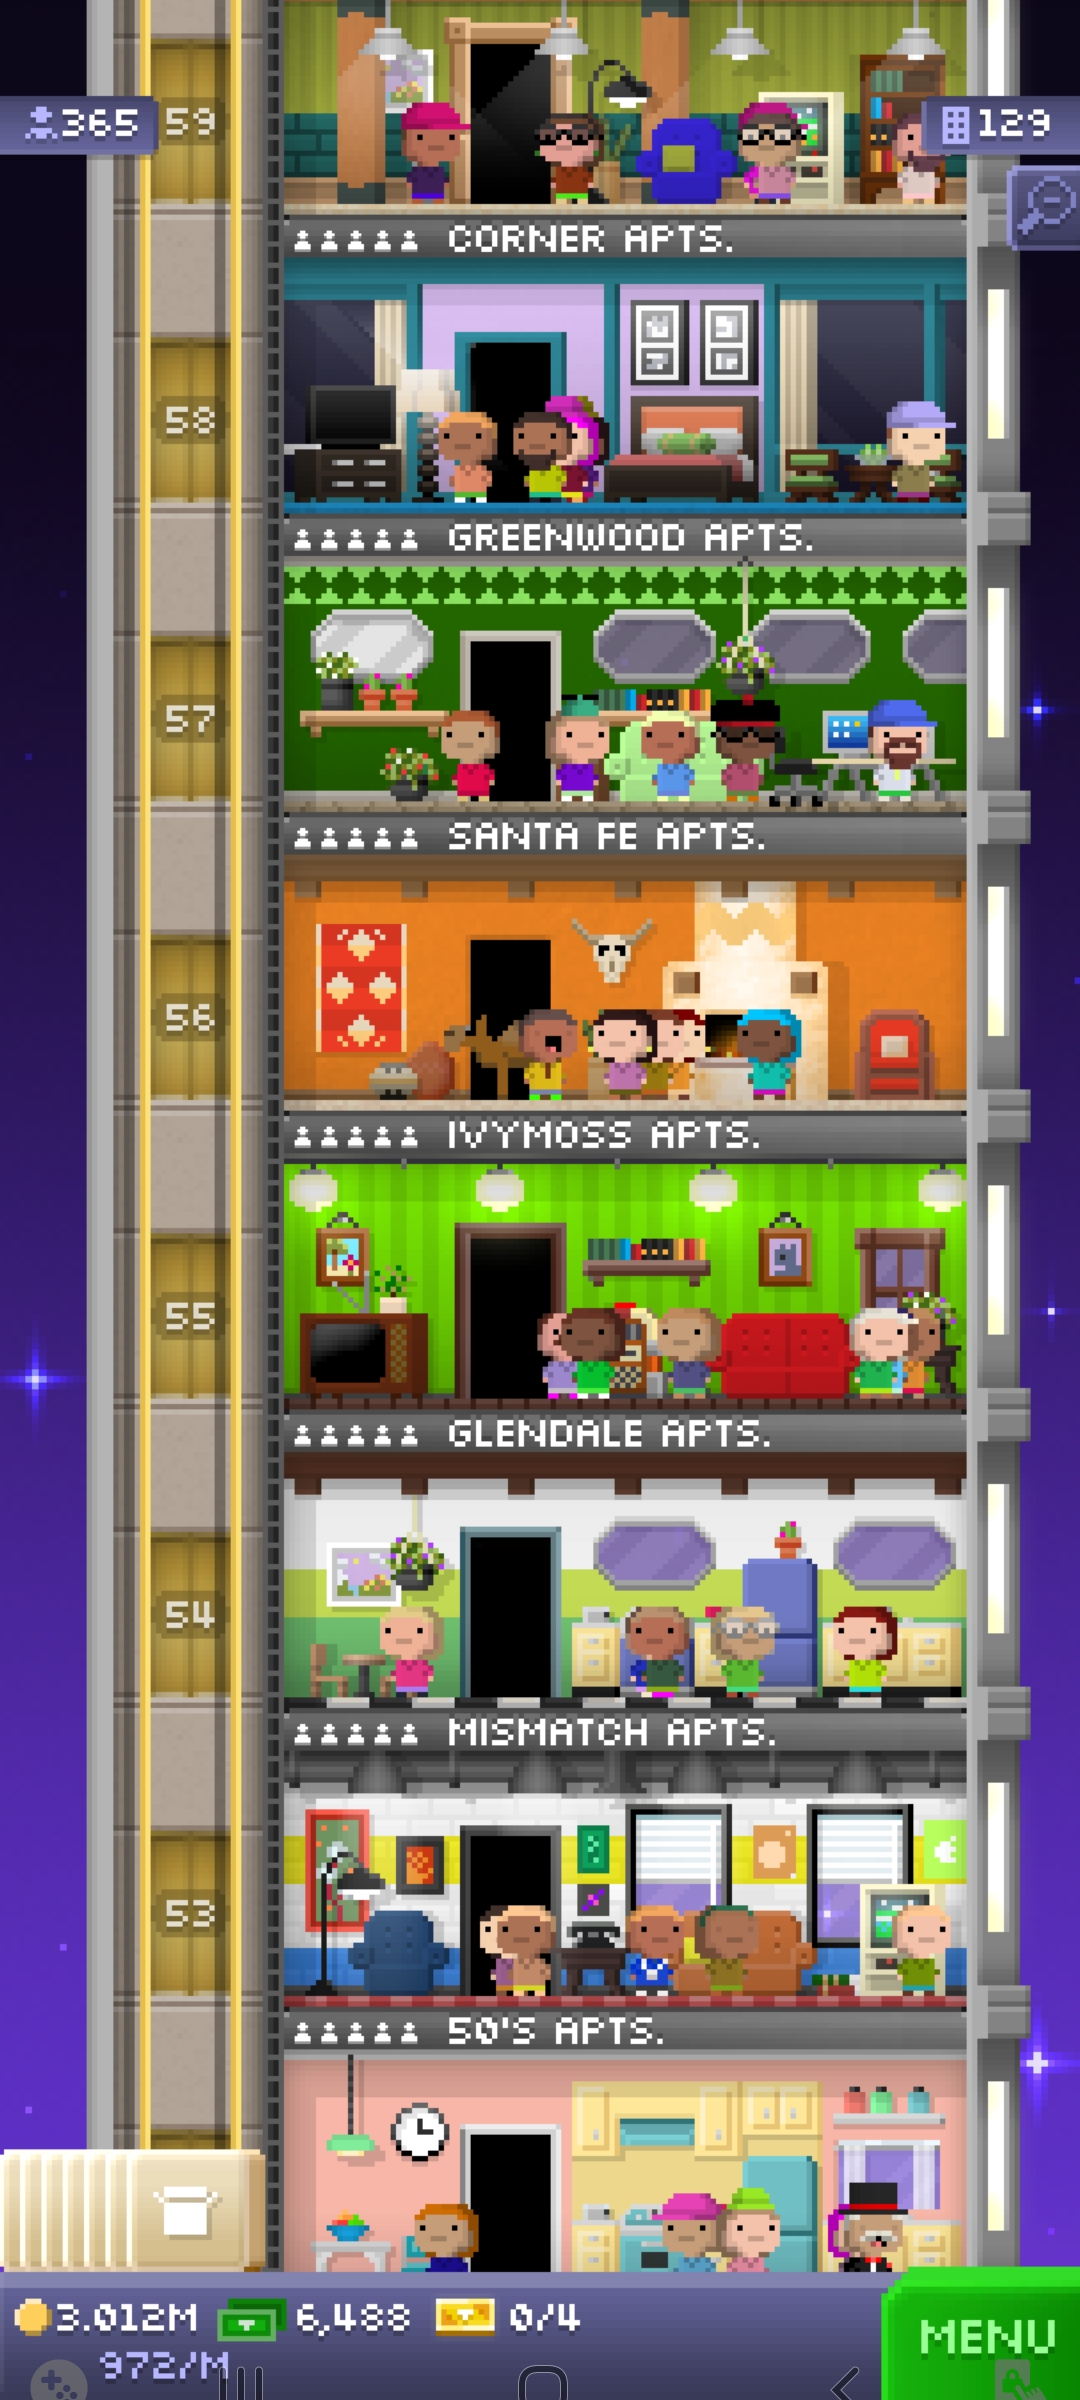 365
59
129
CORNER APTS.
58
GREENWOOD APTS.
57
SANTA FE APTS.
56
IVYMOSS APTS.
55
GLENDALE APTS.
54
MISMATCH APTS.
53
50'S APTS.
3.012M 6,488 0/4
MENU
972/M